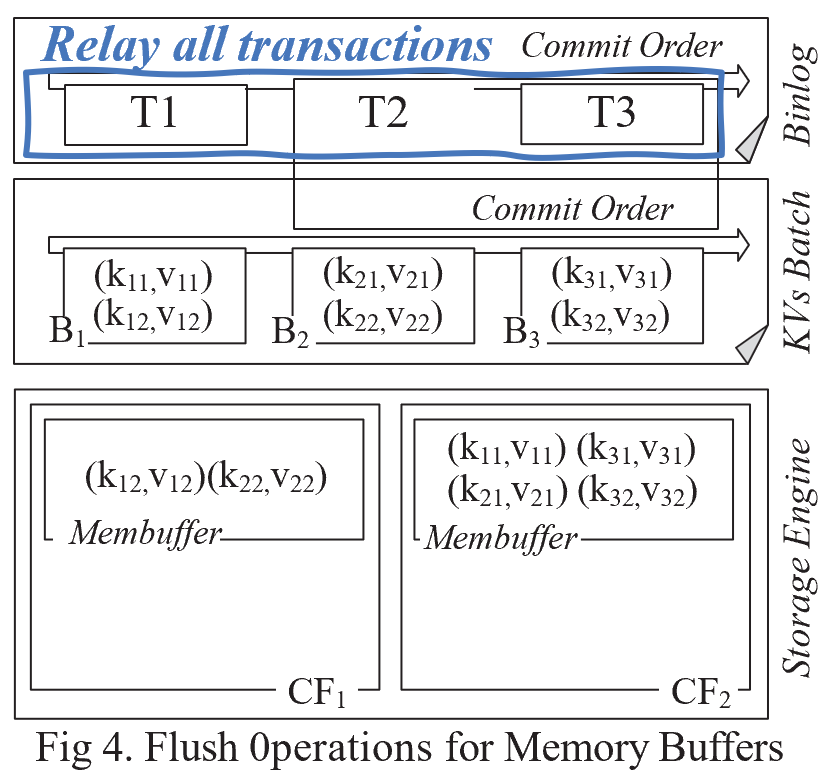 Relay all transactions Commit Order
T1 T2 T3
Binlog
Commit Order
(k11,v11) (k21,v21) (k31,v31)
(k12,v12) (k22,v22) (k32,v32)
B1 B2 B3
KVs Batch
(k12,v12)(k22,v22)
Membuffer
CF1
(k11,v11) (k31,v31)
(k21,v21) (k32,v32)
Membuffer
CF2
Storage Engine
Fig 4. Flush 0perations for Memory Buffers